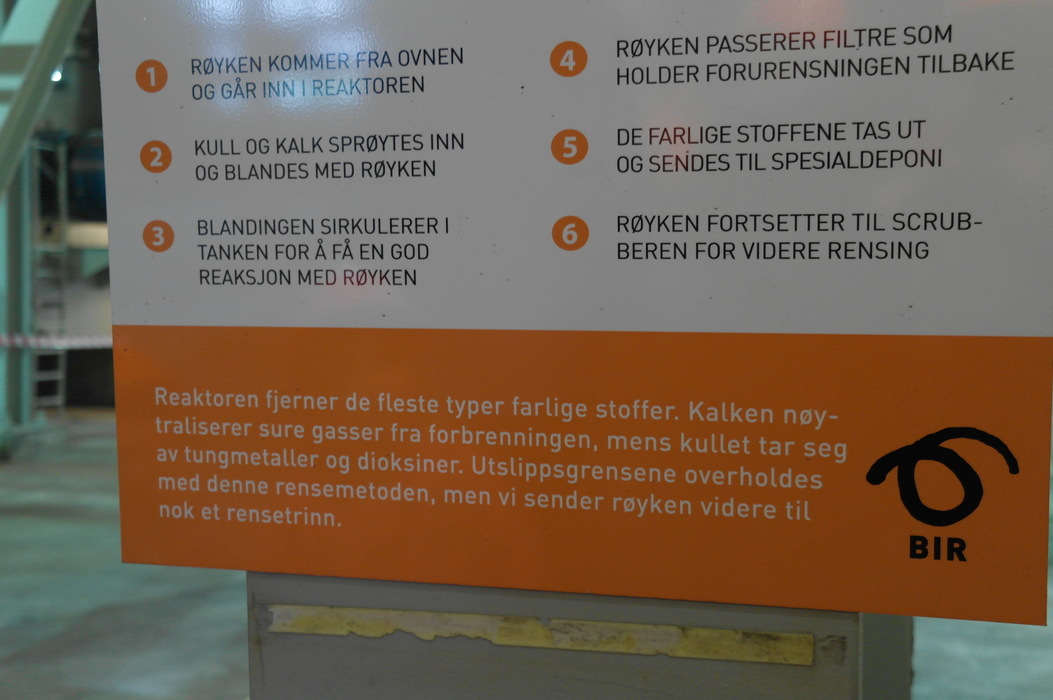 1 RØYKEN KOMMER FRA OVNEN
OG GÅR INN I REAKTOREN
2 KULL OG KALK SPRØYTES INN
OG BLANDES MED RØYKEN
3 BLANDINGEN SIRKULERER I
TANKEN FOR Å FÅ EN GOD
REAKSJON MED RØYKEN
4 RØYKEN PASSERER FILTRE SOM
HOLDER FORURENSNINGEN TILBAKE
5 DE FARLIGE STOFFENE TAS UT
OG SENDES TIL SPESIALDEPONI
6 RØYKEN FORTSETTER TIL SCRUB-
BEREN FOR VIDERE RENSING
Reaktoren fjerner de fleste typer farlige stoffer. Kalken nøy-
traliserer sure gasser fra forbrenningen, mens kullet tar seg
av tungmetaller og dioksiner. Utslippsgrensene overholdes
med denne rensemetoden, men vi sender røyken videre til
nok et rensetrinn.
BIR